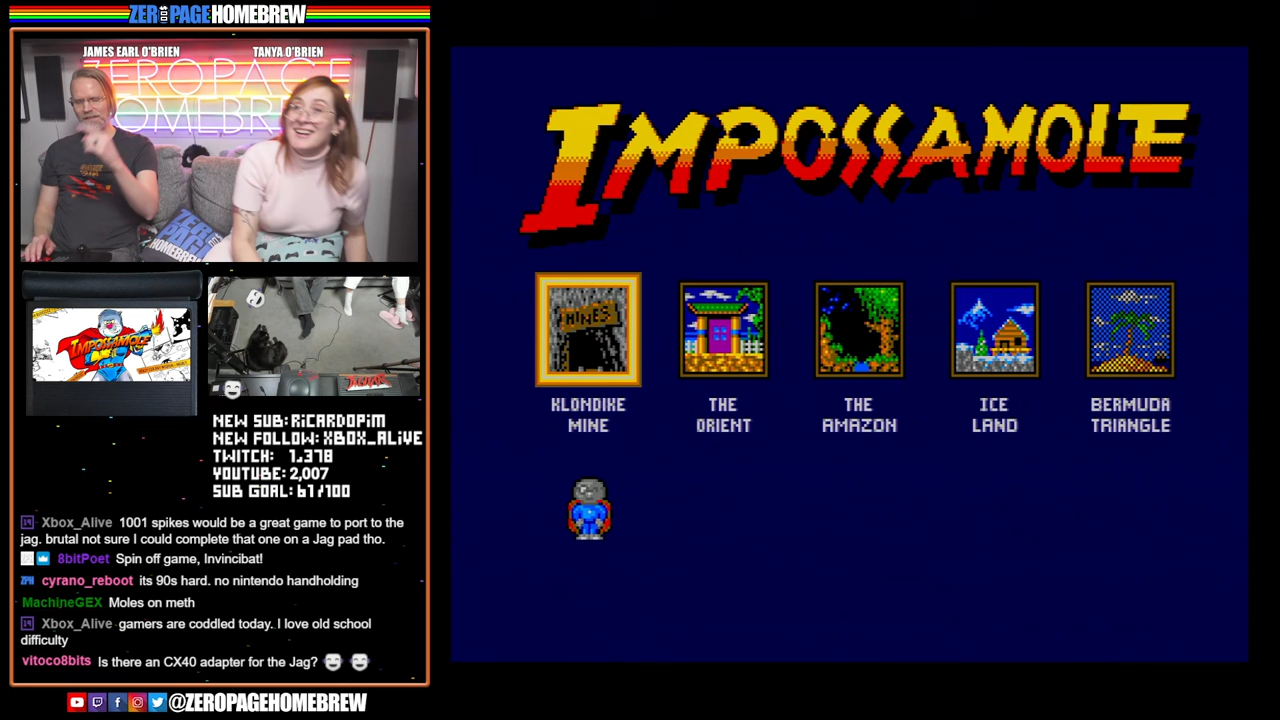 ZEROPAGE HOMEBREW
JAMES EARL O'BRIEN
TANYA O'BRIEN
ZEROPAGE
HOMEBRE
ZERO
PAGE
HOMEBREW
IMPOSSAMOLE
NEW SUB: RICARDOPIM
NEW FOLLOW: XBOX_ALIVE
TWITCH: 1,378
YOUTUBE: 2,007
SUB GOAL: 67/100
Xbox_Alive 1001 spikes would be a great game to port to the
jag. brutal not sure I could complete that one on a Jag pad tho.
8bitPoet Spin off game, Invincibat!
ZPH cyrano_reboot its 90s hard. no nintendo handholding
MachineGEX Moles on meth
Xbox_Alive gamers are coddled today. I love old school
difficulty
vitoco8bits Is there an CX40 adapter for the Jag?
@ZEROPAGEHOMEBREW
IMPOSSAMOLE
MINES
KLONDIKE
MINE
THE
ORIENT
THE
AMAZON
ICE
LAND
BERMUDA
TRIANGLE